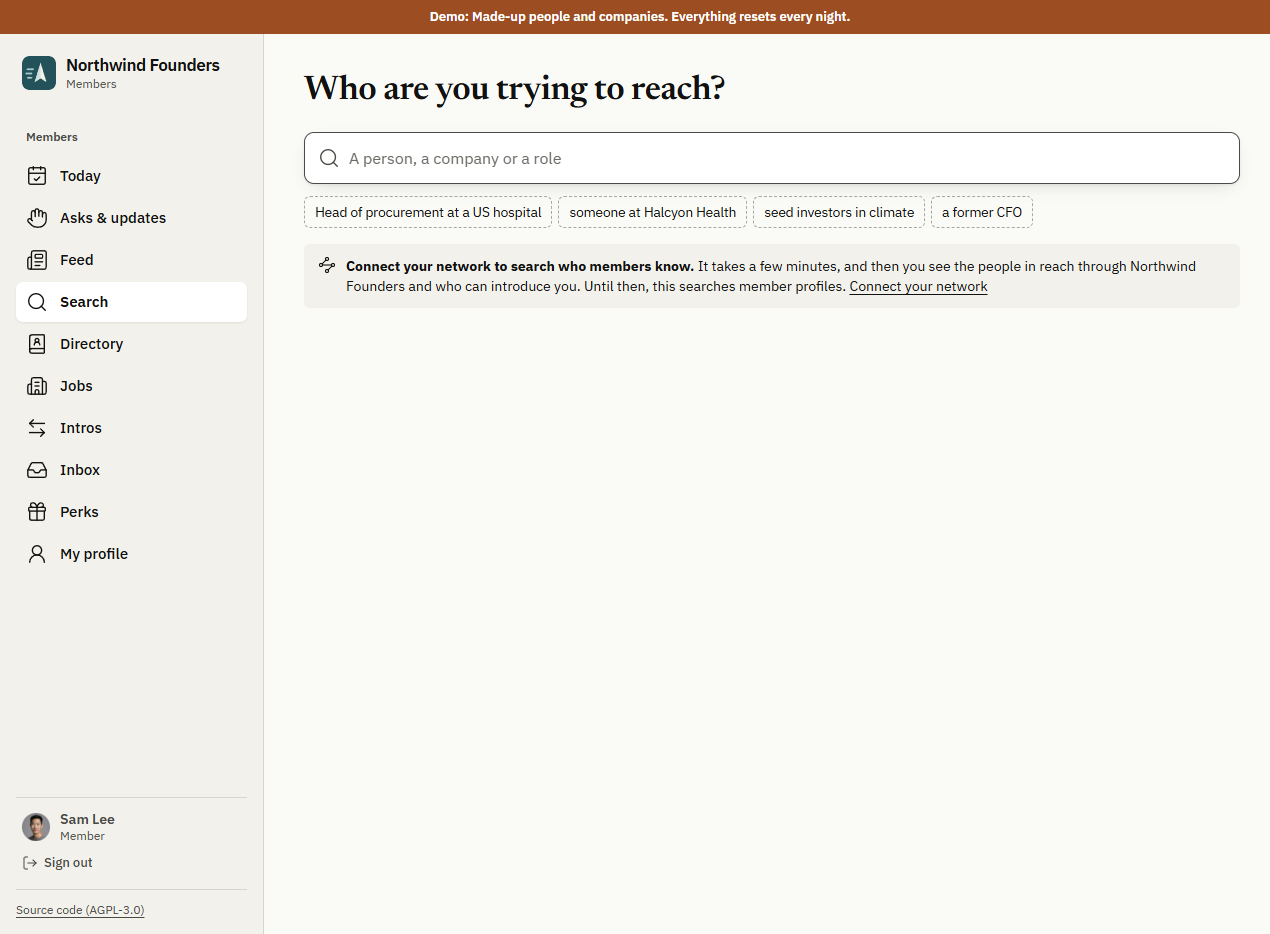 Demo: Made-up people and companies. Everything resets every night.
Northwind Founders
Members
Members
Today
Asks & updates
Feed
Search
Directory
Jobs
Intros
Inbox
Perks
My profile
Sam Lee
Member
Sign out
Source code (AGPL-3.0)
Who are you trying to reach?
A person, a company or a role
Head of procurement at a US hospital
someone at Halcyon Health
seed investors in climate
a former CFO
Connect your network to search who members know. It takes a few minutes, and then you see the people in reach through Northwind
Founders and who can introduce you. Until then, this searches member profiles. Connect your network